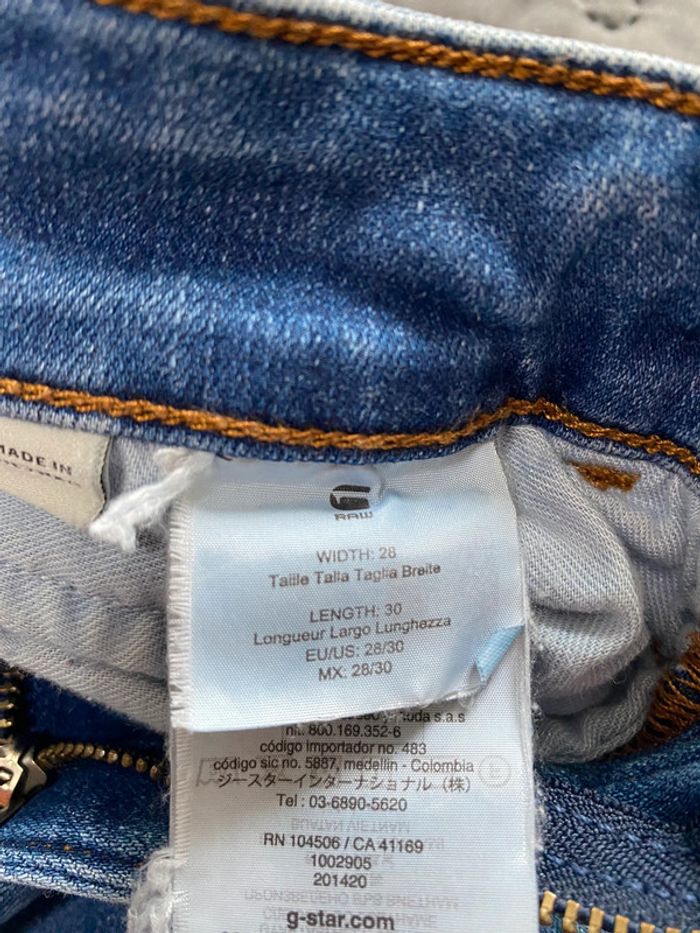 MADE IN
RAW
WIDTH: 28
Taille Talla Taglia Breite
LENGTH: 30
Longueur Largo Lunghezza
EU/US: 28/30
MX: 28/30
moda s.a.s
nit. 800.169.352-6
código importador no. 483
código sic no. 5887, medellin - Colombia
ジースターインターナショナル (株)
Tel : 03-6890-5620
RN 104506 / CA 41169
1002905
201420
g-star.com